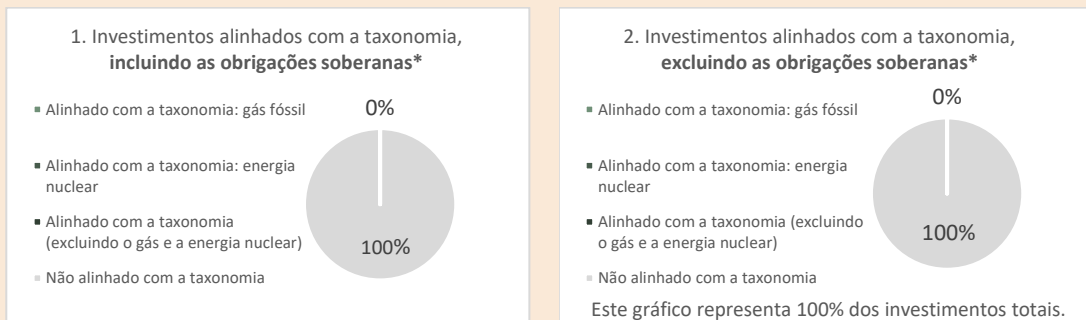 1. Investimentos alinhados com a taxonomia,
incluindo as obrigações soberanas*
Alinhado com a taxonomia: gás fóssil
Alinhado com a taxonomia: energia
nuclear
Alinhado com a taxonomia
(excluindo o gás e a energia nuclear)
Não alinhado com a taxonomia
0%
100%
2. Investimentos alinhados com a taxonomia,
excluindo as obrigações soberanas*
Alinhado com a taxonomia: gás fóssil
Alinhado com a taxonomia: energia
nuclear
Alinhado com a taxonomia (excluindo
o gás e a energia nuclear)
Não alinhado com a taxonomia
0%
100%
Este gráfico representa 100% dos investimentos totais.